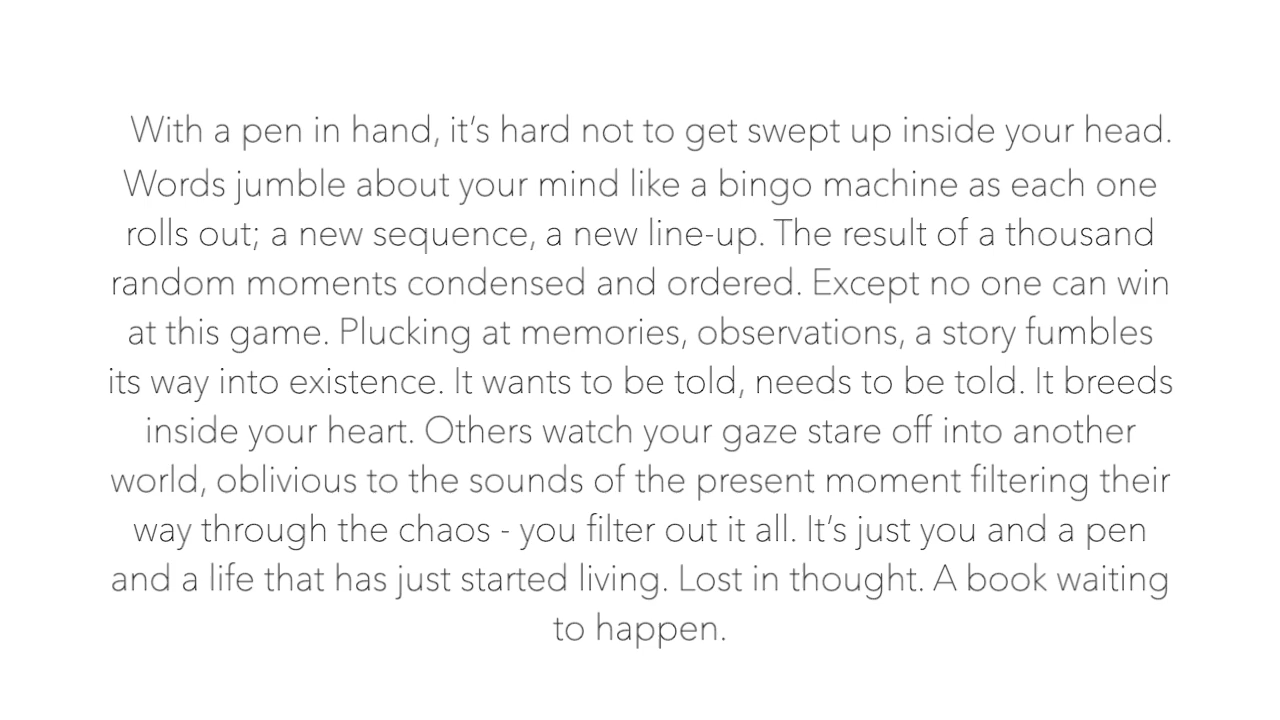 With a pen in hand, it’s hard not to get swept up inside your head.
Words jumble about your mind like a bingo machine as each one
rolls out; a new sequence, a new line-up. The result of a thousand
random moments condensed and ordered. Except no one can win
at this game. Plucking at memories, observations, a story fumbles
its way into existence. It wants to be told, needs to be told. It breeds
inside your heart. Others watch your gaze stare off into another
world, oblivious to the sounds of the present moment filtering their
way through the chaos - you filter out it all. It’s just you and a pen
and a life that has just started living. Lost in thought. A book waiting
to happen.